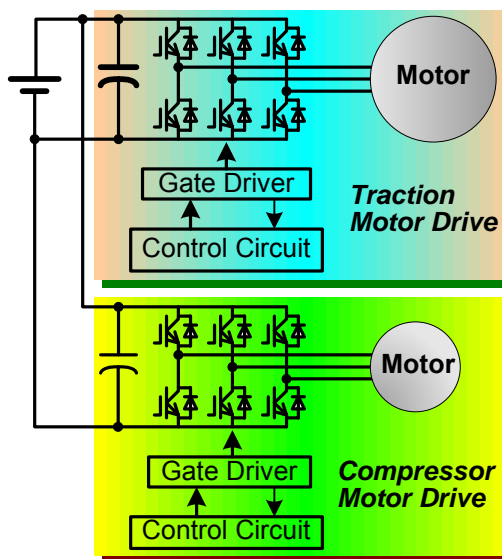 Motor
Gate Driver
Control Circuit
Traction
Motor Drive
Motor
Gate Driver
Control Circuit
Compressor
Motor Drive